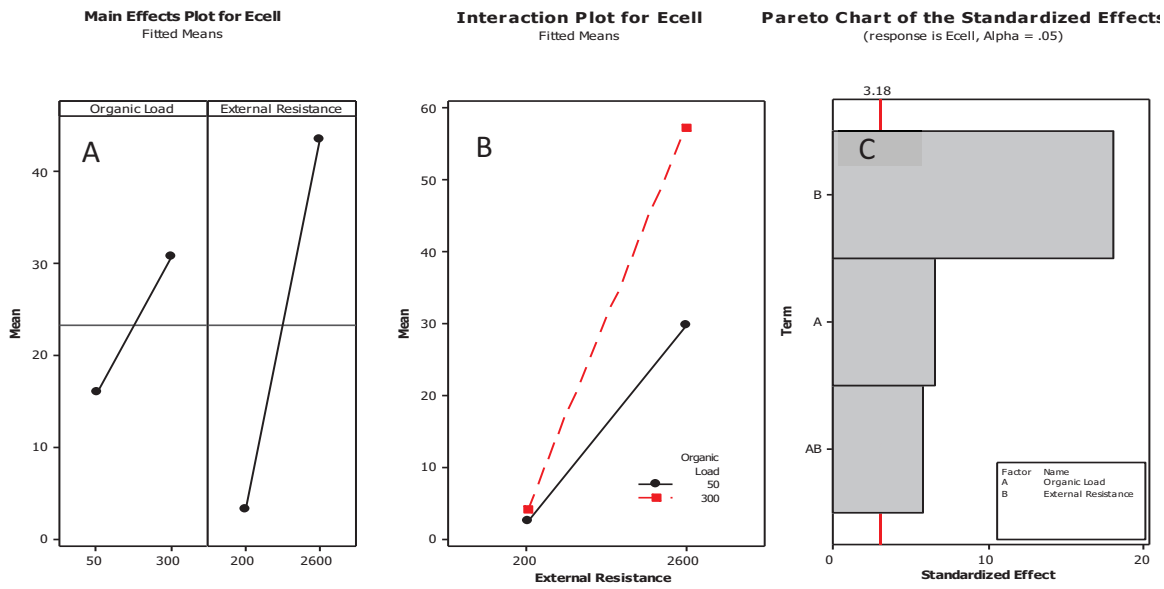 Main Effects Plot for Ecell
Fitted Means
Organic Load
External Resistance
A
Mean
40
30
20
10
0
50
300
200
2600
Interaction Plot for Ecell
Fitted Means
B
Mean
60
50
40
30
20
10
0
Organic
Load
50
300
200
2600
External Resistance
Pareto Chart of the Standardized Effects
(response is Ecell, Alpha = .05)
3.18
C
Term
B
A
AB
Factor Name
A Organic Load
B External Resistance
0
10
20
Standardized Effect